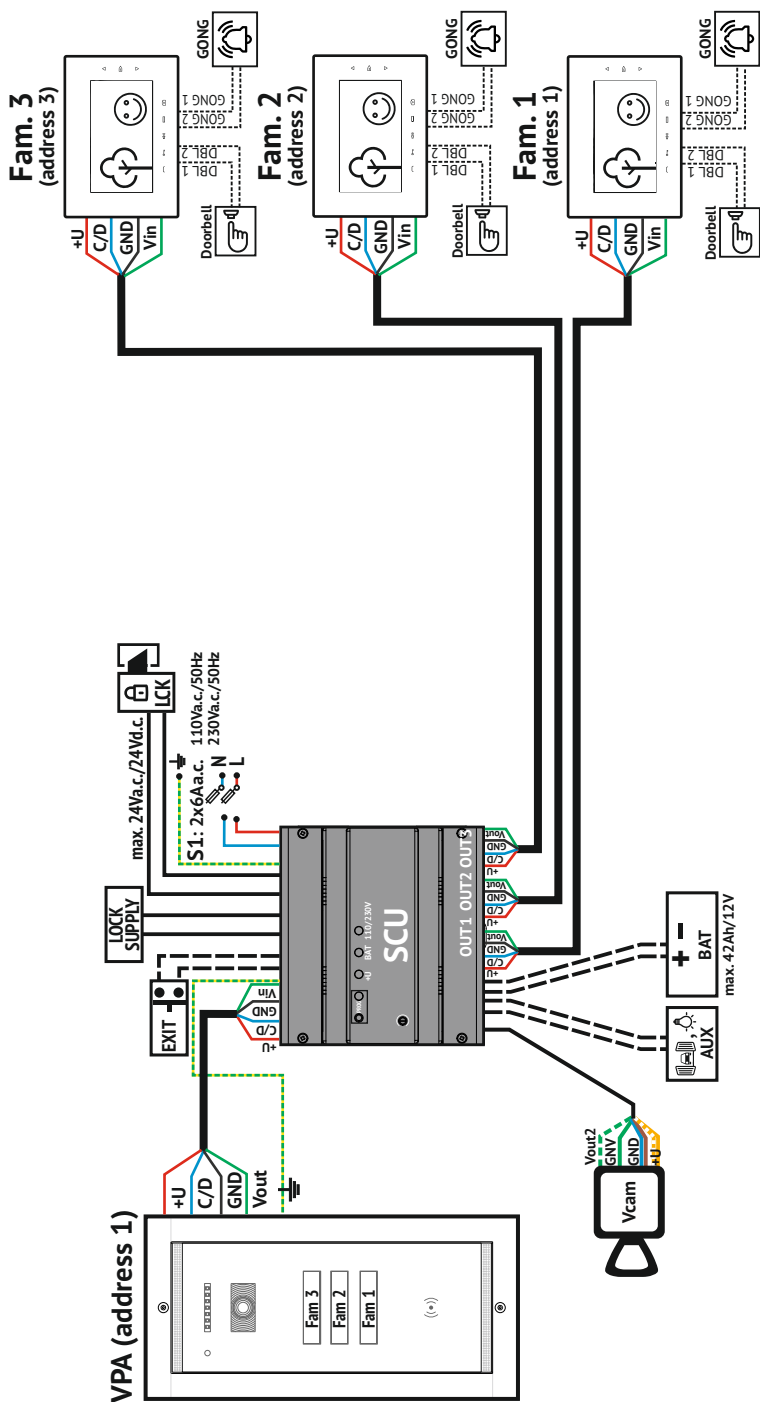 Fam. 3
(address 3)
+U
C/D
GND
Vin
GONG
GONG 1
GONG 2
DBL 2
DBL 1
Doorbell
Fam. 2
(address 2)
+U
C/D
GND
Vin
GONG
GONG 1
GONG 2
DBL 2
DBL 1
Doorbell
Fam. 1
(address 1)
+U
C/D
GND
Vin
GONG
GONG 1
GONG 2
DBL 2
DBL 1
Doorbell
LCK
max. 24Va.c./24Vd.c.
S1: 2x6Aa.c.
110Va.c./50Hz
230Va.c./50Hz
N
L
LOCK
SUPPLY
EXIT
Vin
GND
C/D
+U
SCU
+U BAT 110/230V
OUT1 OUT2 OUT3
Vout
GND
C/D
+U
Vout
GND
C/D
+U
Vout
GND
C/D
+U
+ -
BAT
max. 42Ah/12V
AUX
Vout2
GNV
GND
+U
Vcam
VPA (address 1)
+U
C/D
GND
Vout
Fam 3
Fam 2
Fam 1